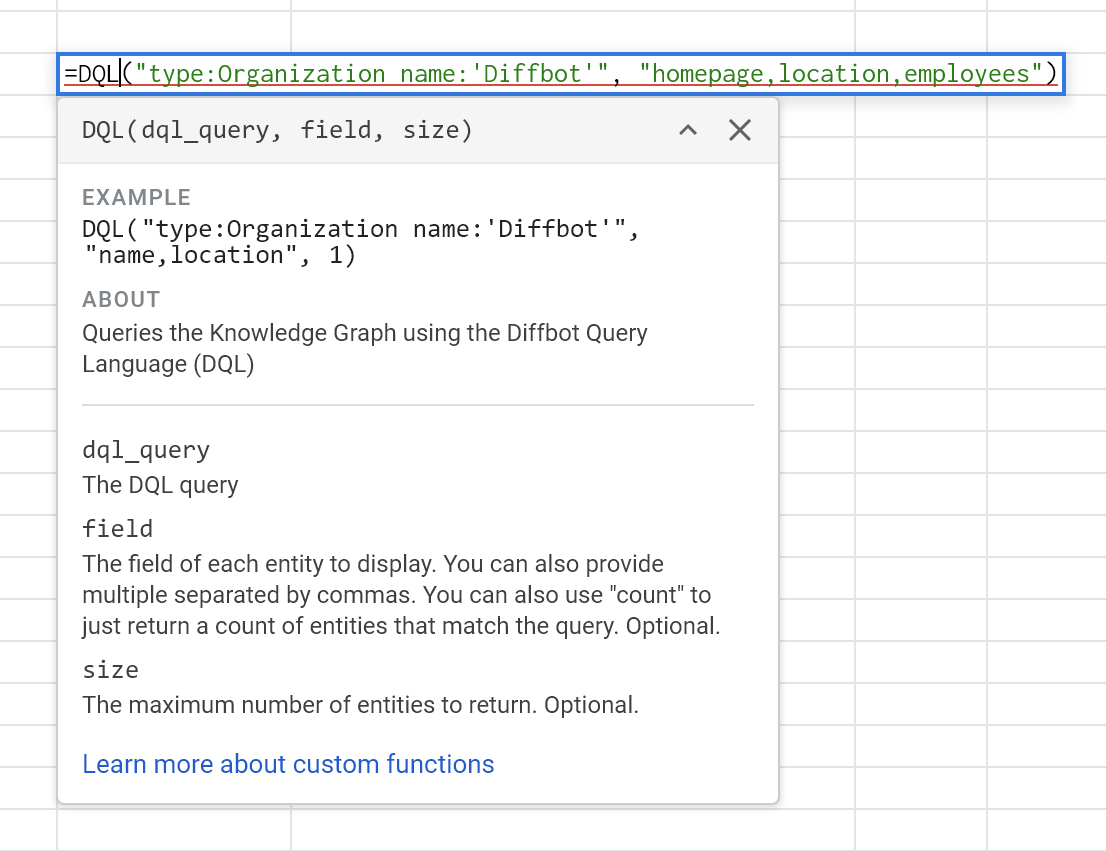 =DQL("type:Organization name:'Diffbot'", "homepage,location,employees")
DQL(dql_query, field, size)
EXAMPLE
DQL("type:Organization name:'Diffbot'",
"name,location", 1)
ABOUT
Queries the Knowledge Graph using the Diffbot Query
Language (DQL)
dql_query
The DQL query
field
The field of each entity to display. You can also provide
multiple separated by commas. You can also use "count" to
just return a count of entities that match the query. Optional.
size
The maximum number of entities to return. Optional.
Learn more about custom functions